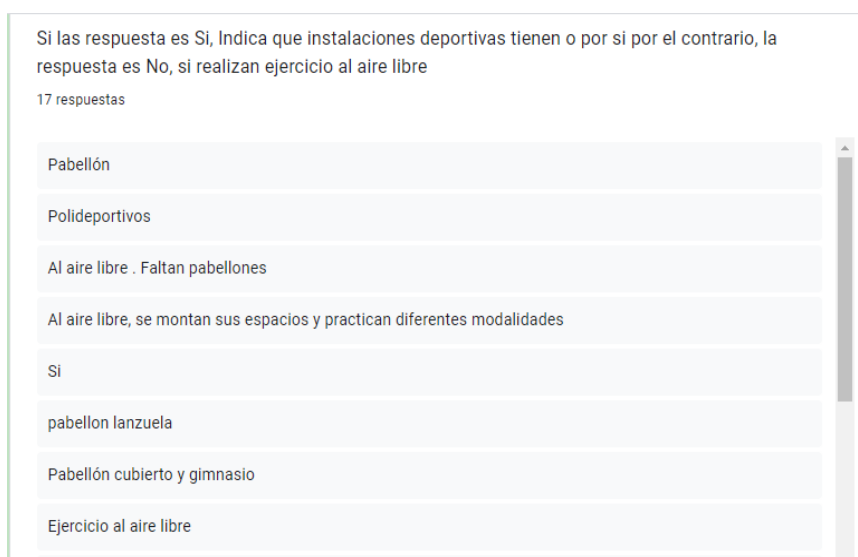 Si las respuesta es Si, Indica que instalaciones deportivas tienen o por si por el contrario, la
respuesta es No, si realizan ejercicio al aire libre
17 respuestas
Pabellón
Polideportivos
Al aire libre . Faltan pabellones
Al aire libre, se montan sus espacios y practican diferentes modalidades
Si
pabellon lanzuela
Pabellón cubierto y gimnasio
Ejercicio al aire libre